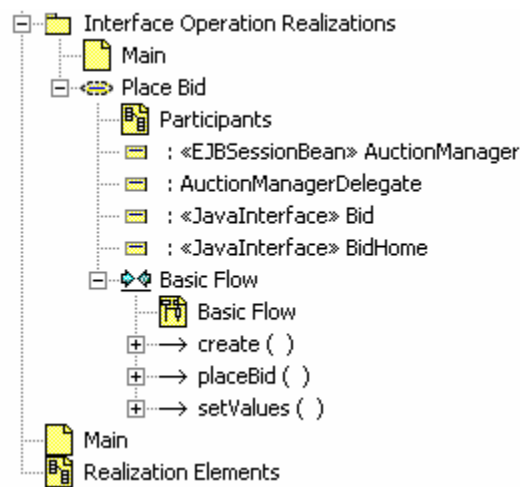 Interface Operation Realizations
Main
Place Bid
Participants
: «EJBSessionBean» AuctionManager
: AuctionManagerDelegate
: «JavaInterface» Bid
: «JavaInterface» BidHome
Basic Flow
Basic Flow
create ( )
placeBid ( )
setValues ( )
Main
Realization Elements